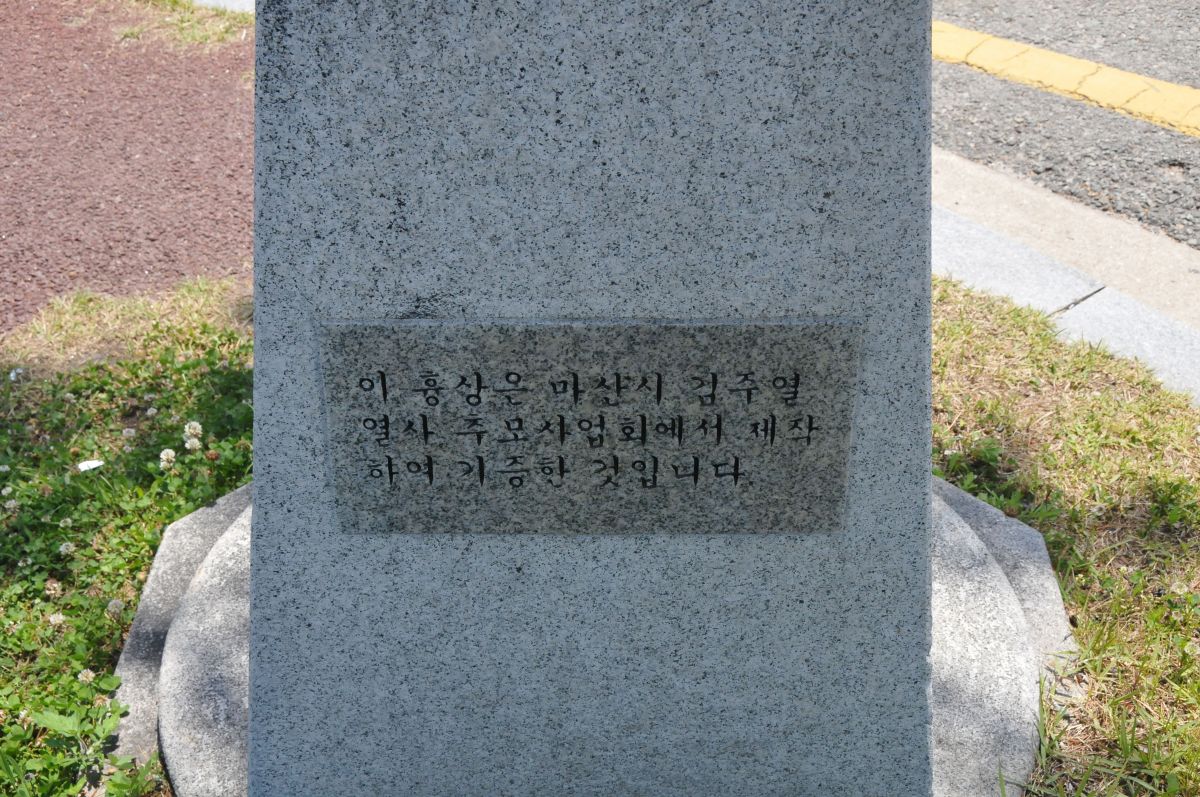 이 흉상은 마산시 김주열
열사 추모사업회에서 제작
하여 기증한 것입니다.